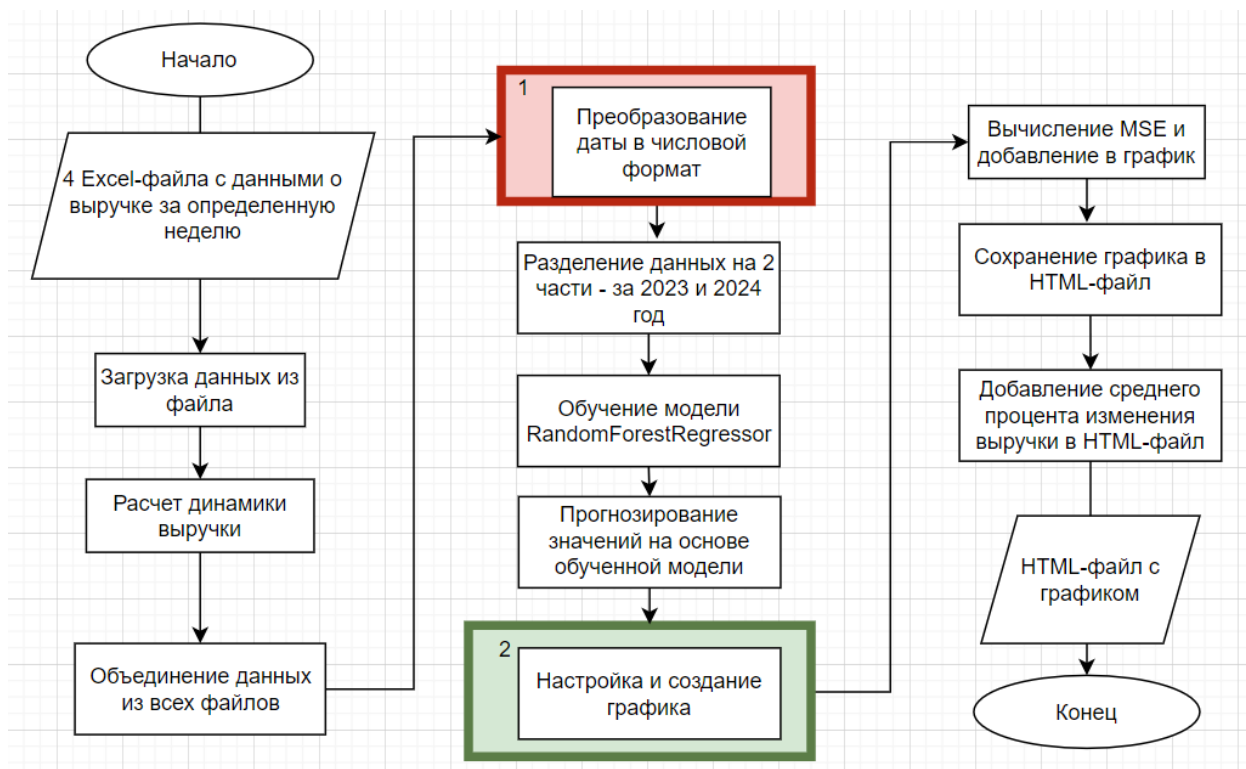 Начало
4 Excel-файла с данными о
выручке за определенную
неделю
Загрузка данных из
файла
Расчет динамики
выручки
Объединение данных
из всех файлов
1
Преобразование
даты в числовой
формат
Разделение данных на 2
части - за 2023 и 2024
год
Обучение модели
RandomForestRegressor
Прогнозирование
значений на основе
обученной модели
2
Настройка и создание
графика
Вычисление MSE и
добавление в график
Сохранение графика в
HTML-файл
Добавление среднего
процента изменения
выручки в HTML-файл
HTML-файл с
графиком
Конец